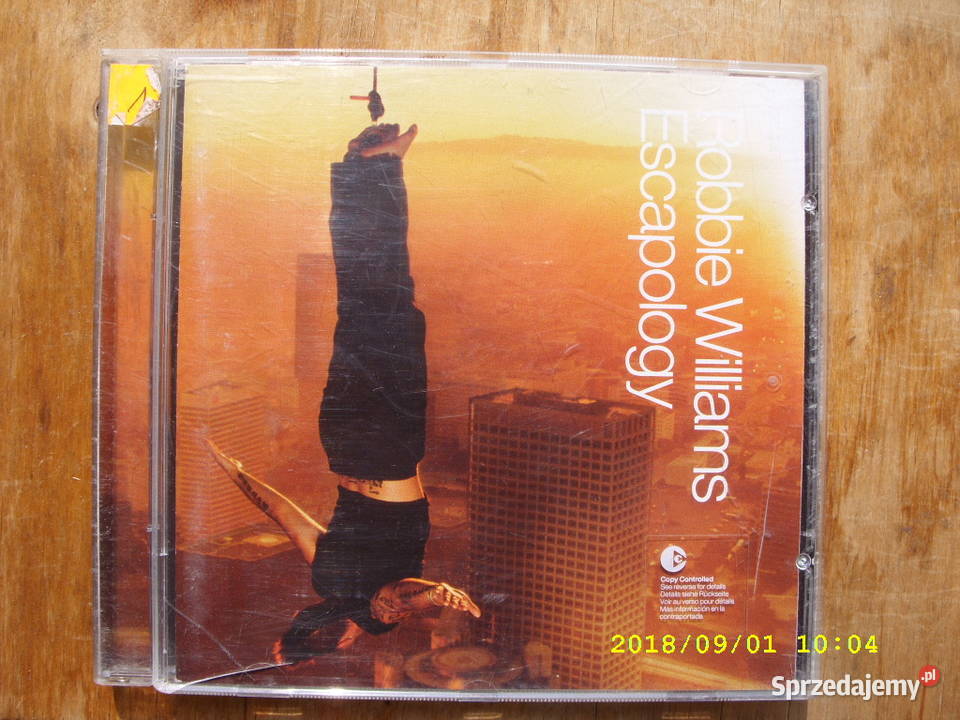 Robbie Williams
Escapology
Copy Controlled
See reverse for details
Details siehe Rückseite
Voir au verso pour détails
Más información en la
contraportada
2018/09/01 10:04
Sprzedajemy.pl